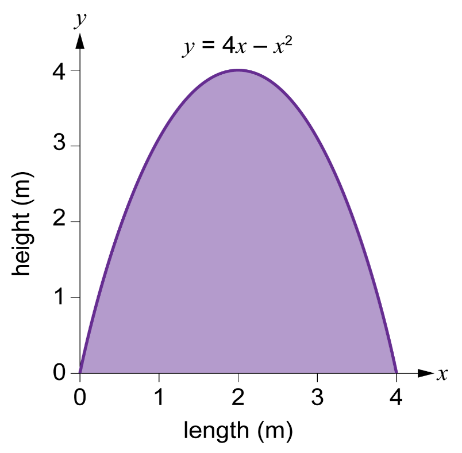 y
y = 4x – x²
4
3
2
1
0
height (m)
0 1 2 3 4
x
length (m)